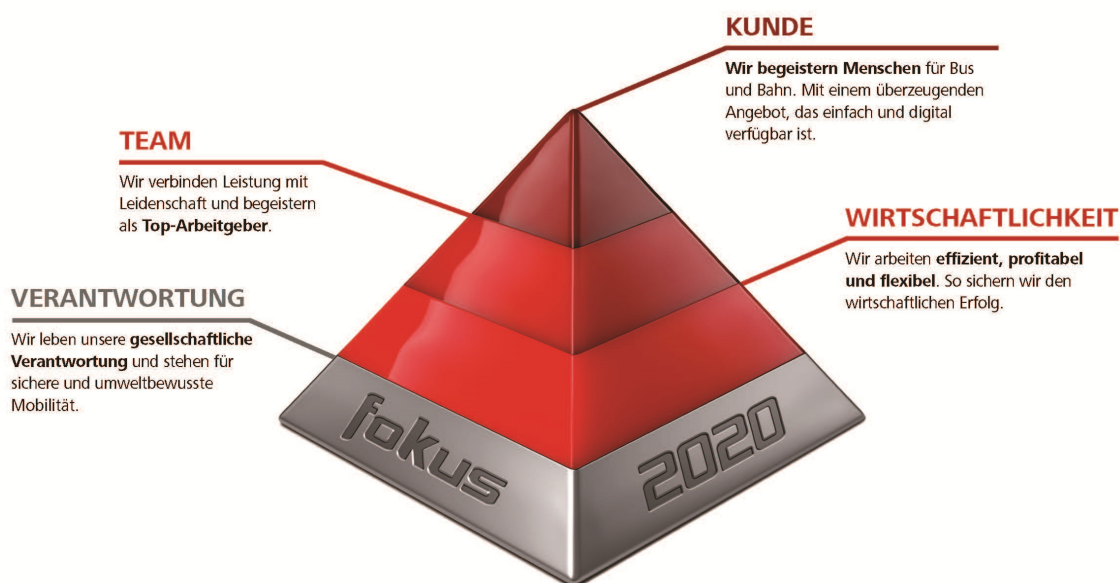 KUNDE
Wir begeistern Menschen für Bus
und Bahn. Mit einem überzeugenden
Angebot, das einfach und digital
verfügbar ist.
TEAM
Wir verbinden Leistung mit
Leidenschaft und begeistern
als Top-Arbeitgeber.
WIRTSCHAFTLICHKEIT
Wir arbeiten effizient, profitabel
und flexibel. So sichern wir den
wirtschaftlichen Erfolg.
VERANTWORTUNG
Wir leben unsere gesellschaftliche
Verantwortung und stehen für
sichere und umweltbewusste
Mobilität.
fokus 2020